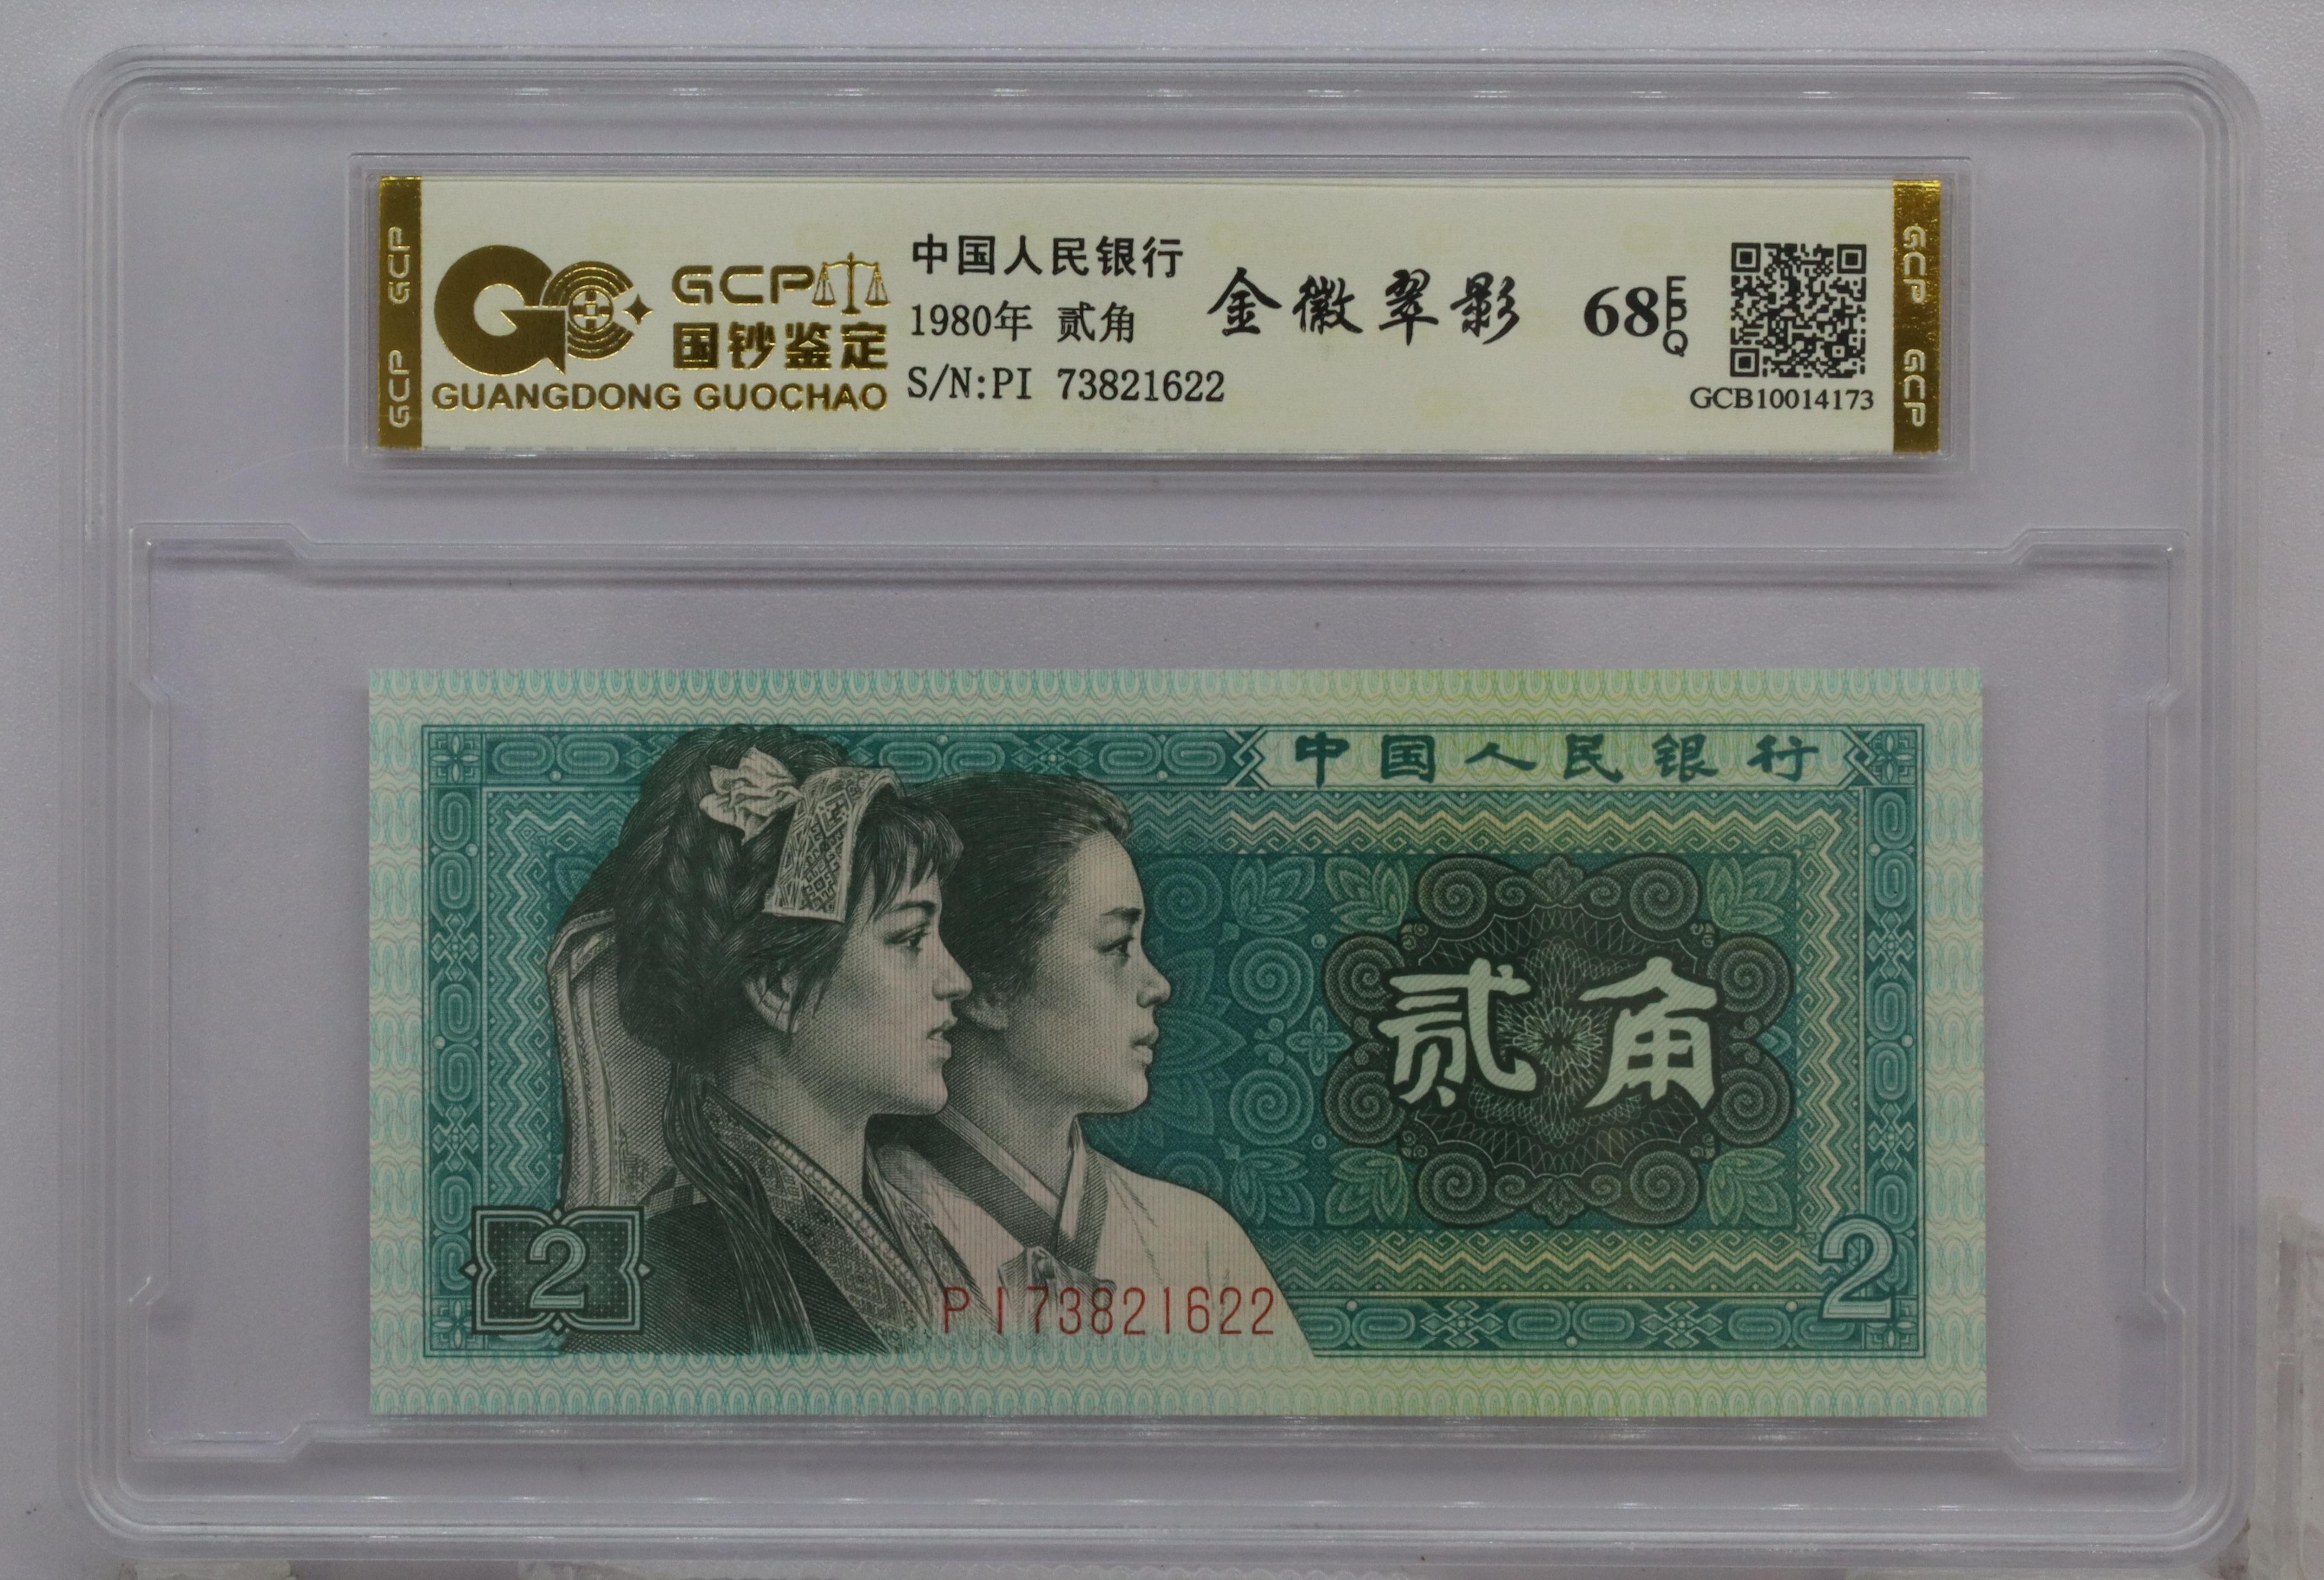 GCP GCP
GCP
国钞鉴定
GUANGDONG GUOCHAO
中国人民银行
1980年 贰角
S/N:PI 73821622
金徽翠影
68 EPQ
GCB10014173
GCP GCP
中国人民银行
贰角
2
2
PI73821622